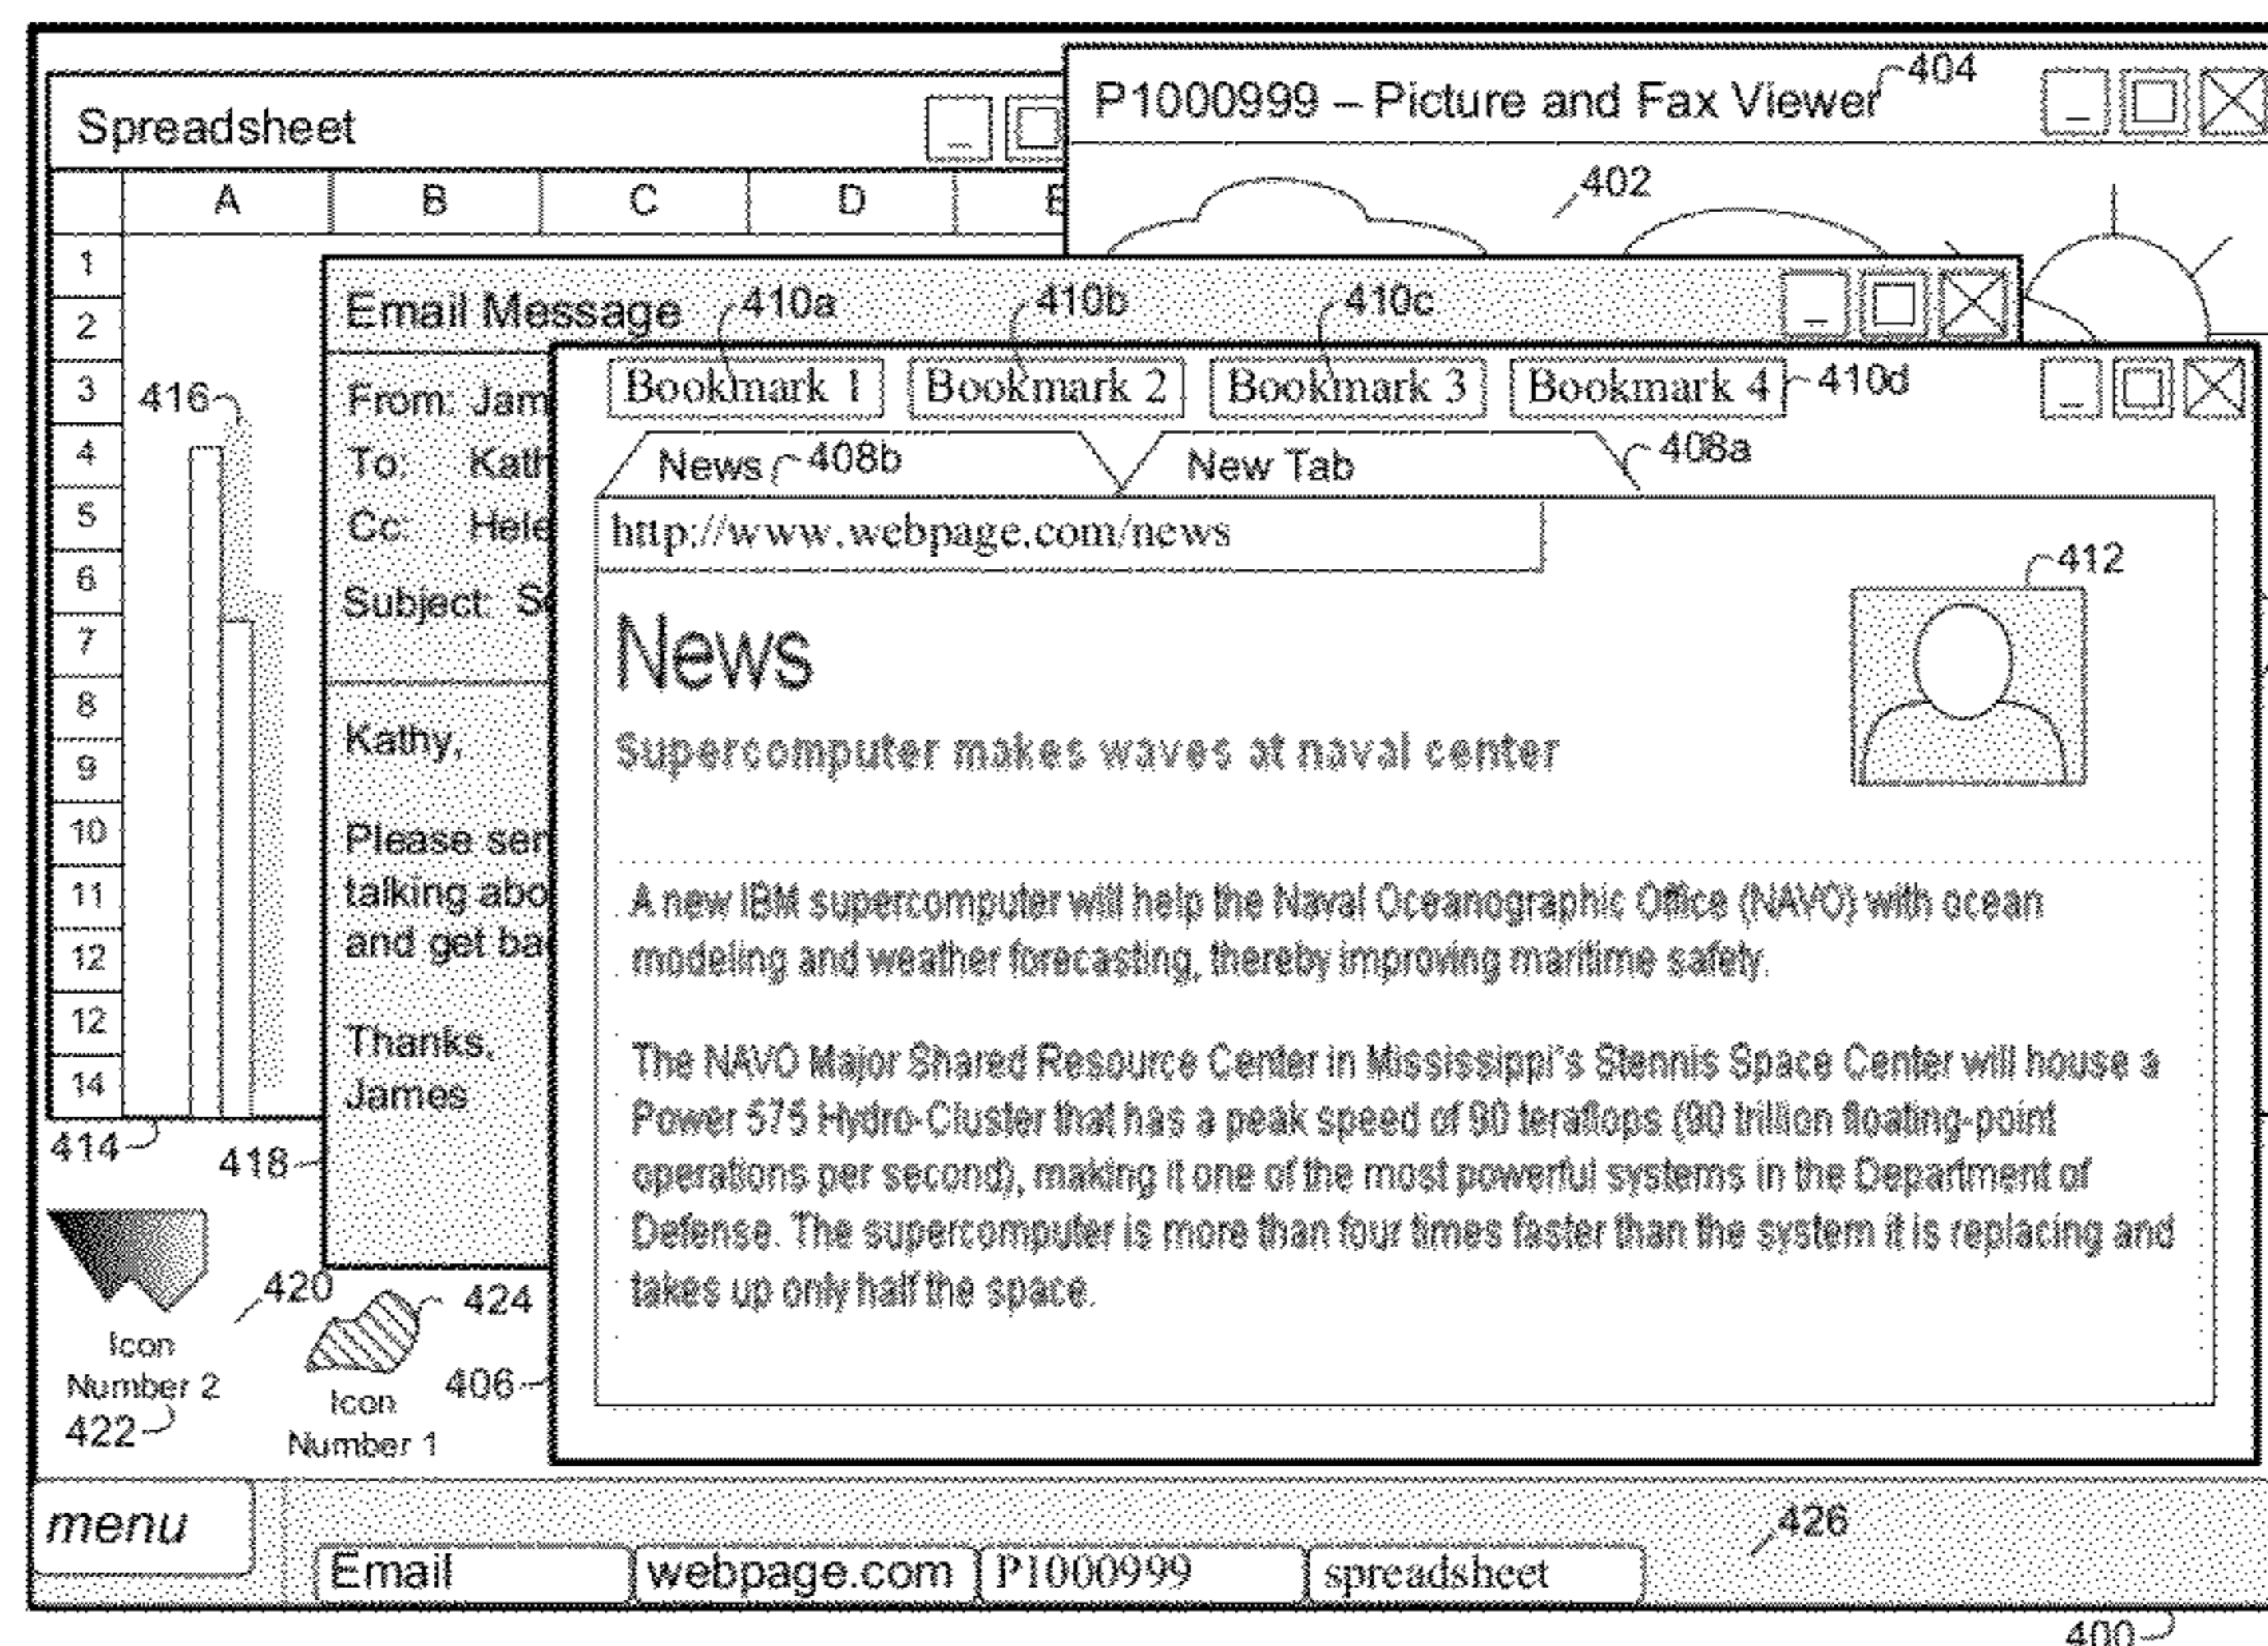 P1000999 – Picture and Fax Viewer
404
Spreadsheet
402
A B C D E
1
2
3
4
5
6
7
8
9
10
11
12
12
14
416
414
Email Message
From: Jam
To: Kath
Cc: Hele
Subject:
Kathy,
Please sen
talking abo
and get ba
Thanks,
James
418
410a 410b 410c
Bookmark 1 Bookmark 2 Bookmark 3 Bookmark 4 410d
News 408b New Tab 408a
http://www.webpage.com/news
412
News
Supercomputer makes waves at naval center
A new IBM supercomputer will help the Naval Oceanographic Office (NAVO) with ocean
modeling and weather forecasting, thereby improving maritime safety.
The NAVO Major Shared Resource Center in Mississippi's Stennis Space Center will house a
Power 575 Hydro-Cluster that has a peak speed of 90 teraflops (90 trillion floating-point
operations per second), making it one of the most powerful systems in the Department of
Defense. The supercomputer is more than four times faster than the system it is replacing and
takes up only half the space.
420
424
406
Icon
Number 2
422
Icon
Number 1
menu
Email webpage.com P1000999 spreadsheet
426
400